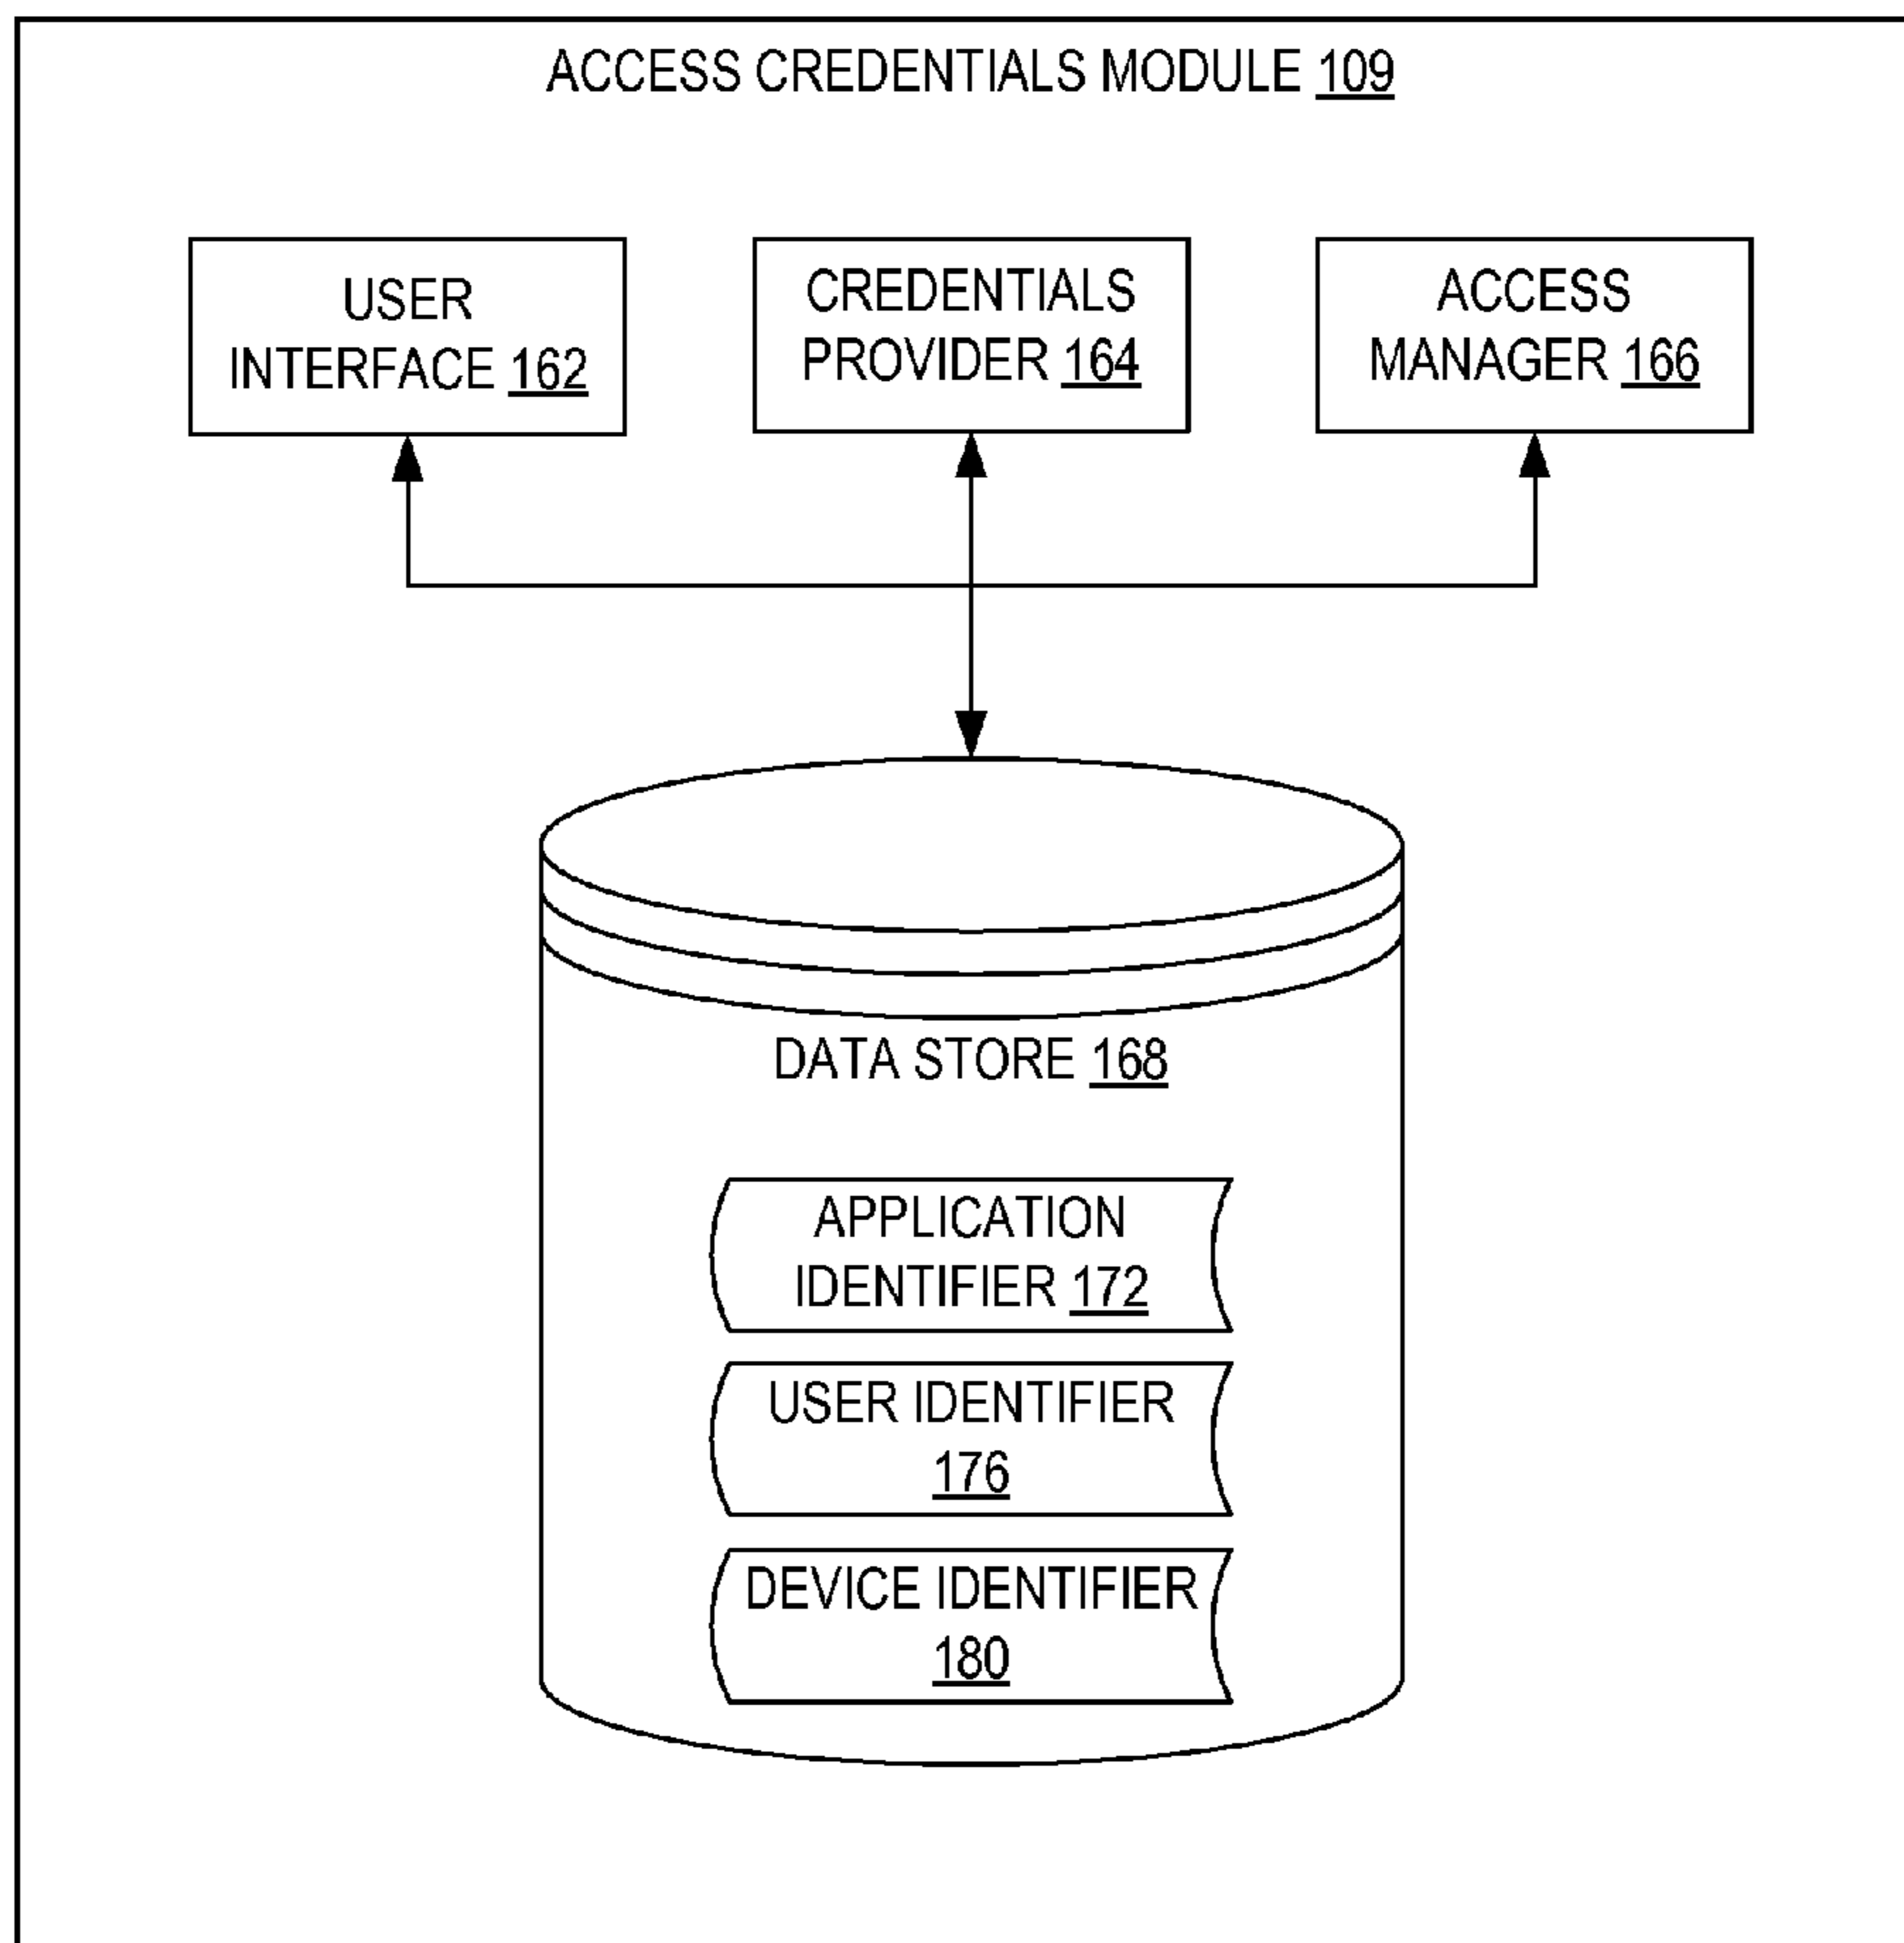 ACCESS CREDENTIALS MODULE 109
USER
INTERFACE 162
CREDENTIALS
PROVIDER 164
ACCESS
MANAGER 166
DATA STORE 168
APPLICATION
IDENTIFIER 172
USER IDENTIFIER
176
DEVICE IDENTIFIER
180